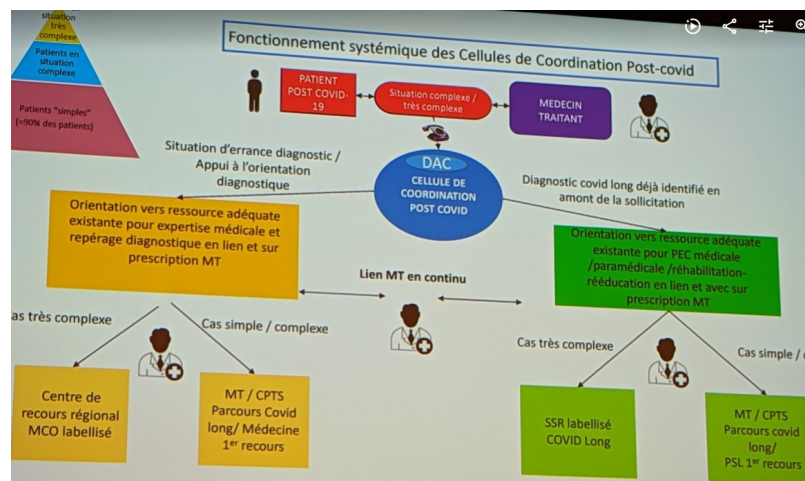 situation
très
complexe
Patients en
situation
complexe
Patients "simples"
(=90% des patients)
Fonctionnement systémique des Cellules de Coordination Post-covid
PATIENT
POST COVID-
19
Situation complexe /
très complexe
MEDECIN
TRAITANT
Situation d'errance diagnostic /
Appui à l'orientation
diagnostique
DAC
CELLULE DE
COORDINATION
POST COVID
Diagnostic covid long déjà identifié en
amont de la sollicitation
Orientation vers ressource adéquate
existante pour expertise médicale et
repérage diagnostique en lien et sur
prescription MT
Orientation vers ressource adéquate
existante pour PEC médicale
/paramédicale /réhabilitation-
rééducation en lien et avec sur
prescription MT
Lien MT en continu
as très complexe
Cas simple / complexe
Cas très complexe
Cas simple /
Centre de
recours régional
MCO labellisé
MT / CPTS
Parcours Covid
long/ Médecine
1er recours
SSR labellisé
COVID Long
MT / CPTS
Parcours covid
long/
PSL 1er recours